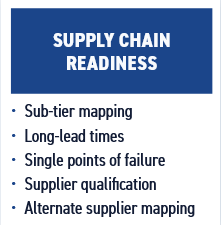 SUPPLY CHAIN
READINESS
• Sub-tier mapping
• Long-lead times
• Single points of failure
• Supplier qualification
• Alternate supplier mapping